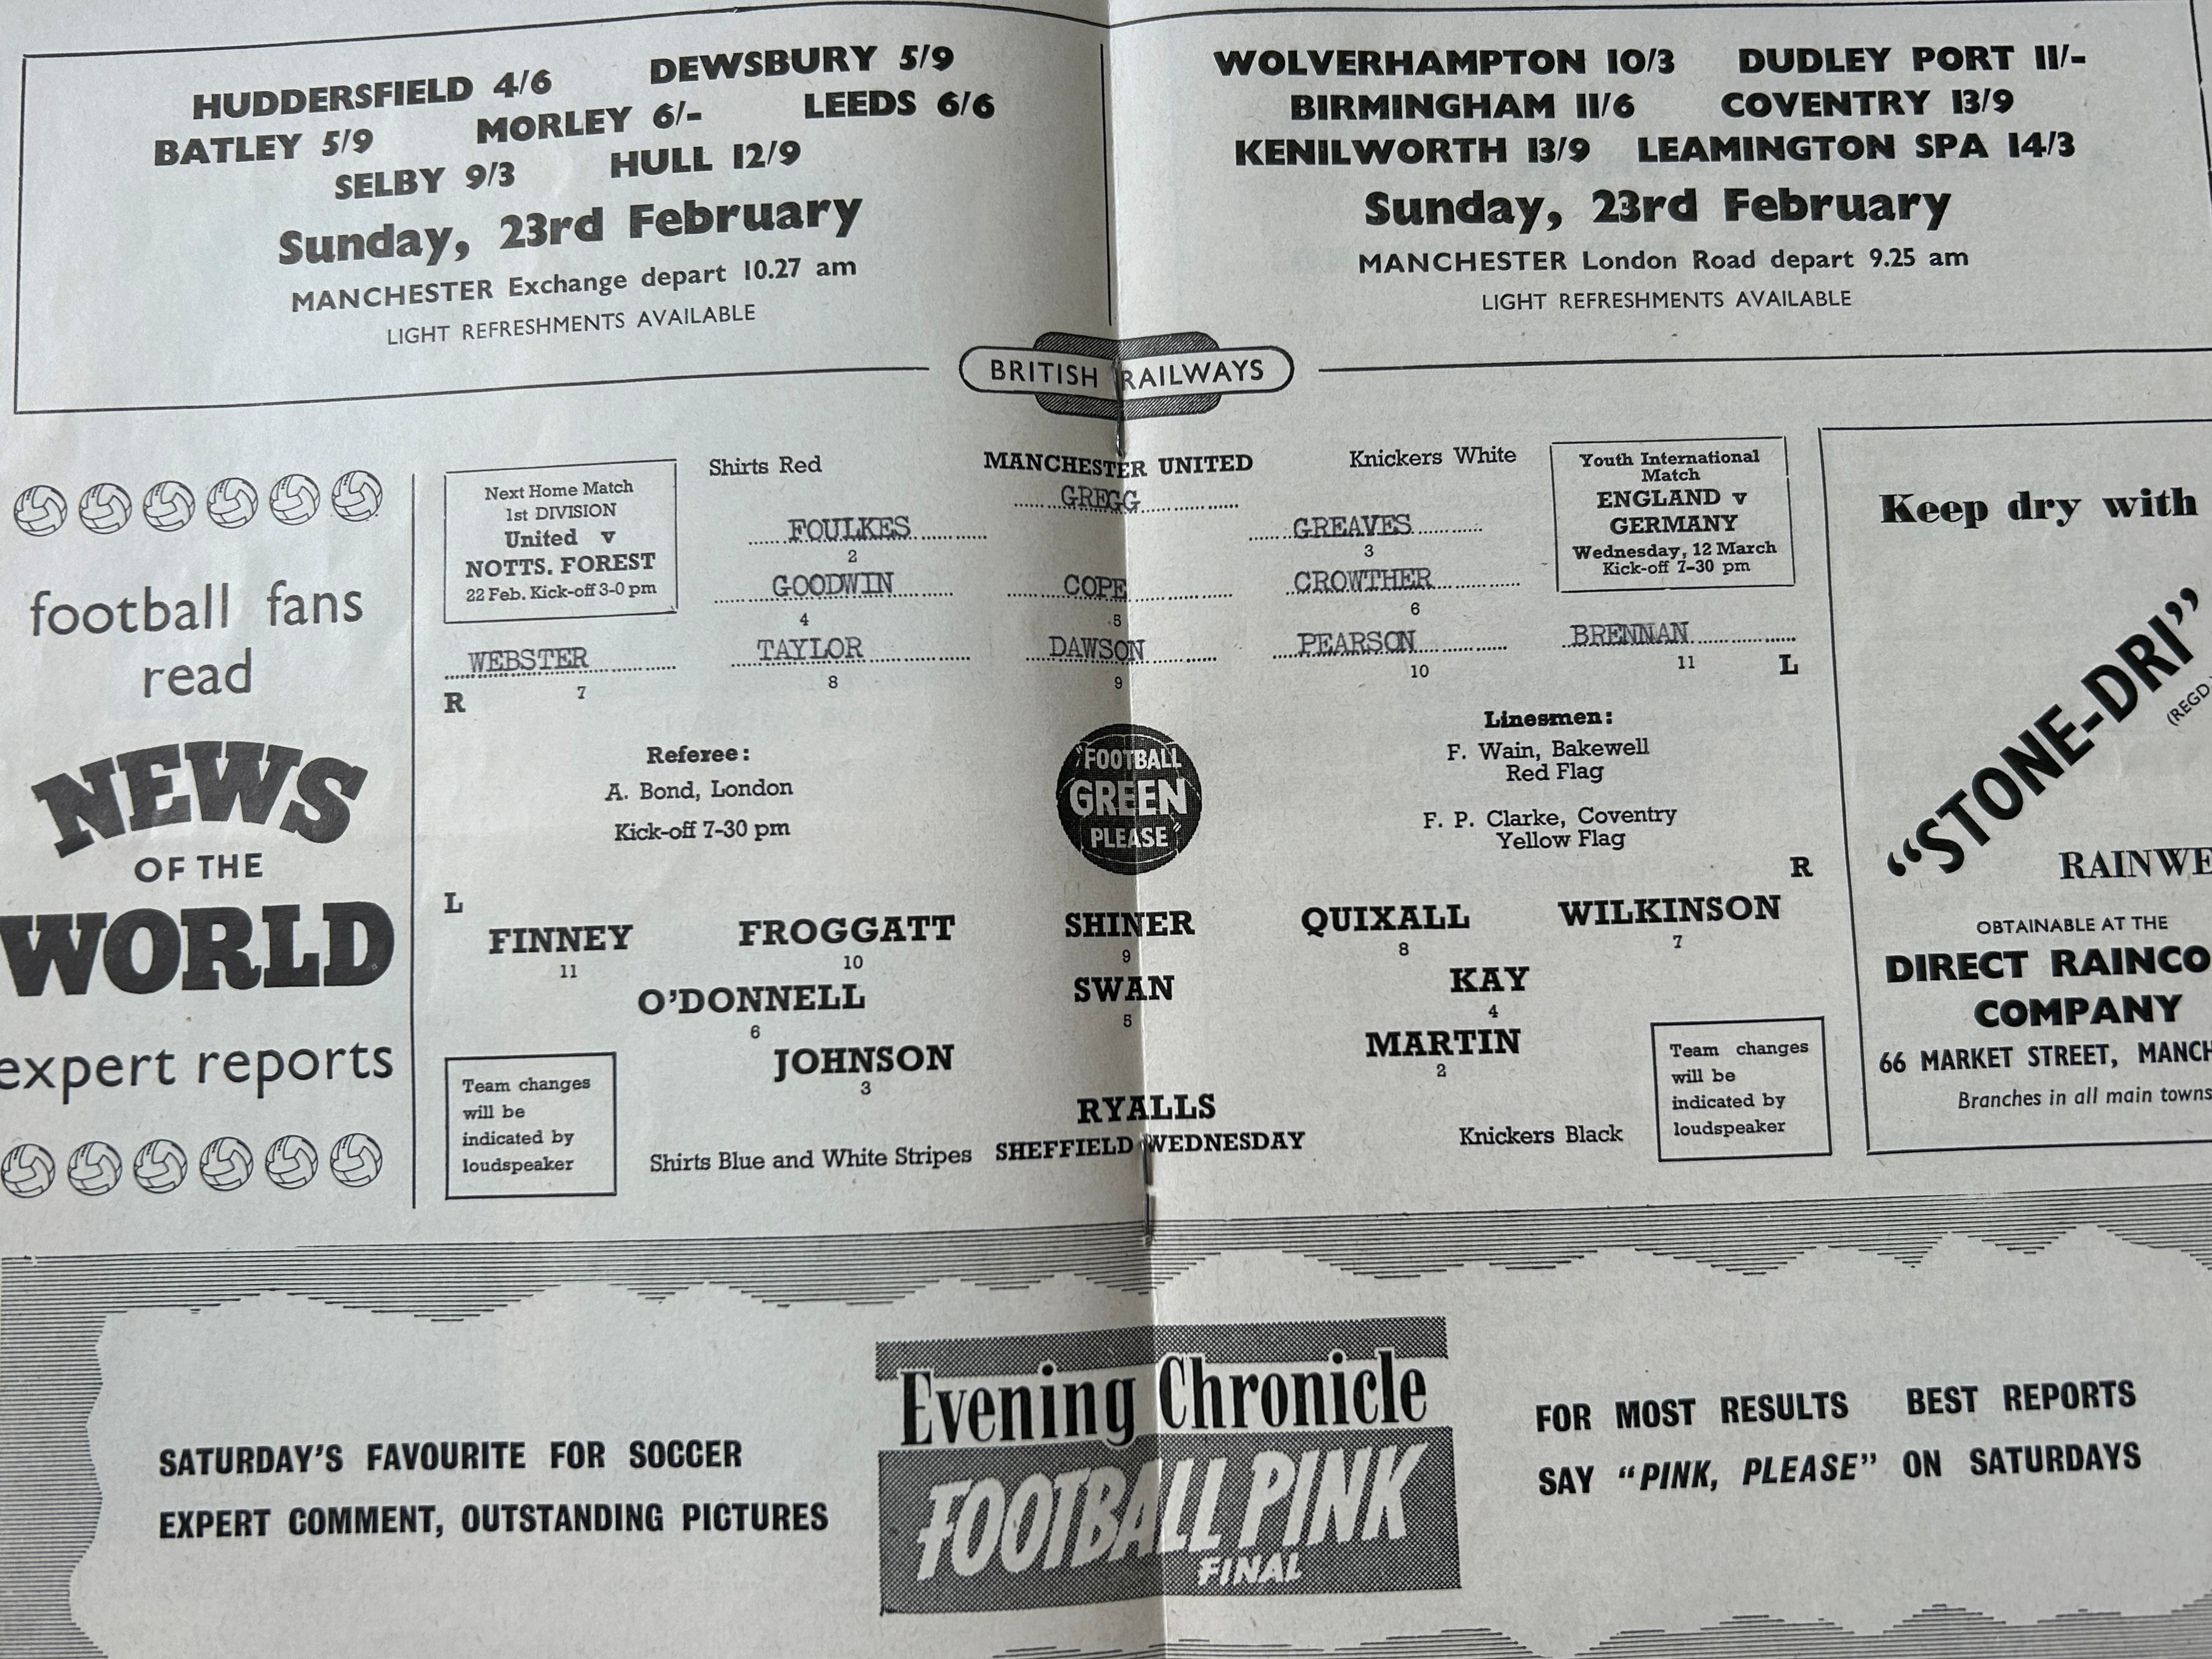 HUDDERSFIELD 4/6 DEWSBURY 5/9
BATLEY 5/9 MORLEY 6/- LEEDS 6/6
SELBY 9/3 HULL 12/9
Sunday, 23rd February
MANCHESTER Exchange depart 10.27 am
LIGHT REFRESHMENTS AVAILABLE
WOLVERHAMPTON 10/3 DUDLEY PORT 11/-
BIRMINGHAM 11/6 COVENTRY 13/9
KENILWORTH 13/9 LEAMINGTON SPA 14/3
Sunday, 23rd February
MANCHESTER London Road depart 9.25 am
LIGHT REFRESHMENTS AVAILABLE
BRITISH RAILWAYS
football fans
read
NEWS
OF THE
WORLD
expert reports
Next Home Match
1st DIVISION
United v
NOTTS. FOREST
22 Feb. Kick-off 3-0 pm
Shirts Red MANCHESTER UNITED Knickers White
Youth International
Match
ENGLAND v
GERMANY
Wednesday, 12 March
Kick-off 7-30 pm
GREGG
FOULKES GREAVES
2 3
GOODWIN COPE CROWTHER
4 5 6
WEBSTER TAYLOR DAWSON PEARSON BRENNAN
7 8 9 10 11
R L
Referee:
A. Bond, London
Kick-off 7-30 pm
"FOOTBALL
GREEN
PLEASE"
Linesmen:
F. Wain, Bakewell
Red Flag
F. P. Clarke, Coventry
Yellow Flag
L R
FINNEY FROGGATT SHINER QUIXALL WILKINSON
11 10 9 8 7
O'DONNELL SWAN KAY
6 5 4
JOHNSON MARTIN
3 2
RYALLS
Shirts Blue and White Stripes SHEFFIELD WEDNESDAY Knickers Black
Team changes
will be
indicated by
loudspeaker
Team changes
will be
indicated by
loudspeaker
Keep dry with
"STONE-DRI"
(REGD.
RAINWE
OBTAINABLE AT THE
DIRECT RAINCO
COMPANY
66 MARKET STREET, MANCH
Branches in all main towns
SATURDAY'S FAVOURITE FOR SOCCER
EXPERT COMMENT, OUTSTANDING PICTURES
Evening Chronicle
FOOTBALL PINK
FINAL
FOR MOST RESULTS BEST REPORTS
SAY "PINK, PLEASE" ON SATURDAYS